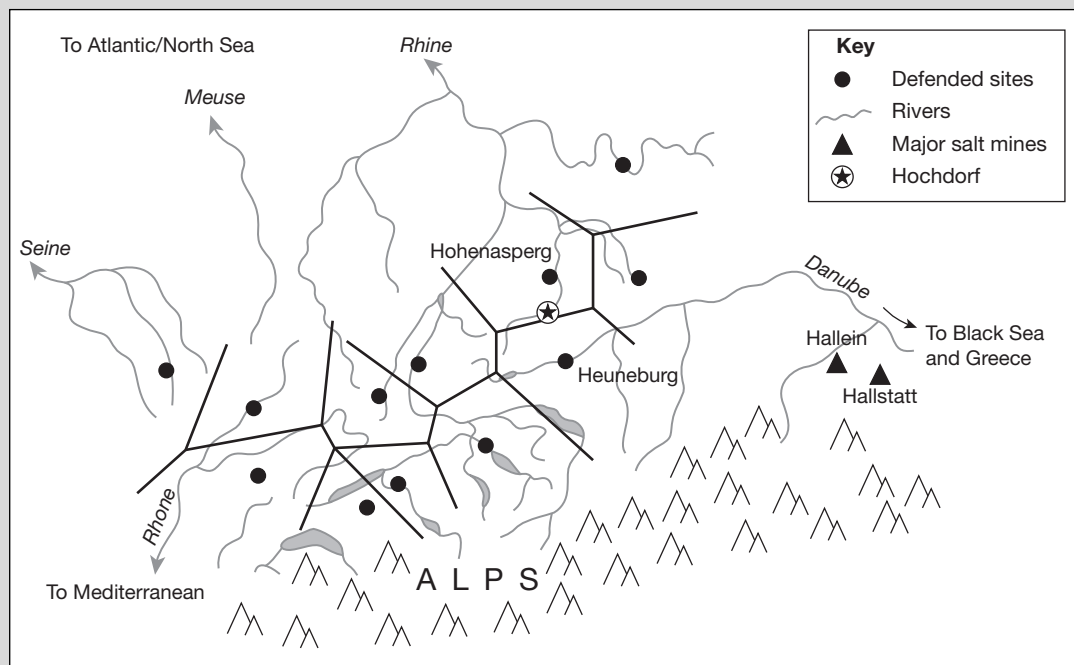 To Atlantic/North Sea
Rhine
Meuse
Key
Defended sites
Rivers
Major salt mines
Hochdorf
Seine
Hohenasperg
Danube
To Black Sea
and Greece
Hallein
Hallstatt
Heuneburg
Rhone
ALPS
To Mediterranean